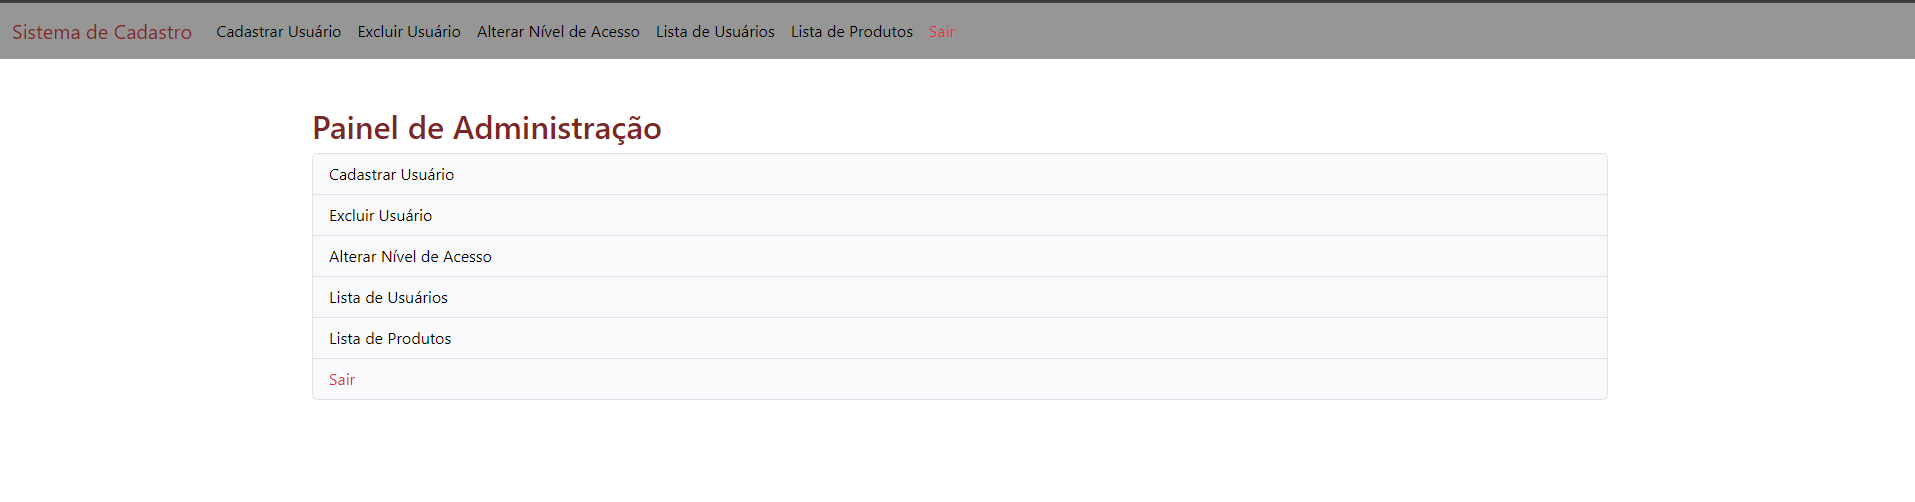 Sistema de Cadastro Cadastrar Usuário Excluir Usuário Alterar Nível de Acesso Lista de Usuários Lista de Produtos Sair
Painel de Administração
Cadastrar Usuário
Excluir Usuário
Alterar Nível de Acesso
Lista de Usuários
Lista de Produtos
Sair